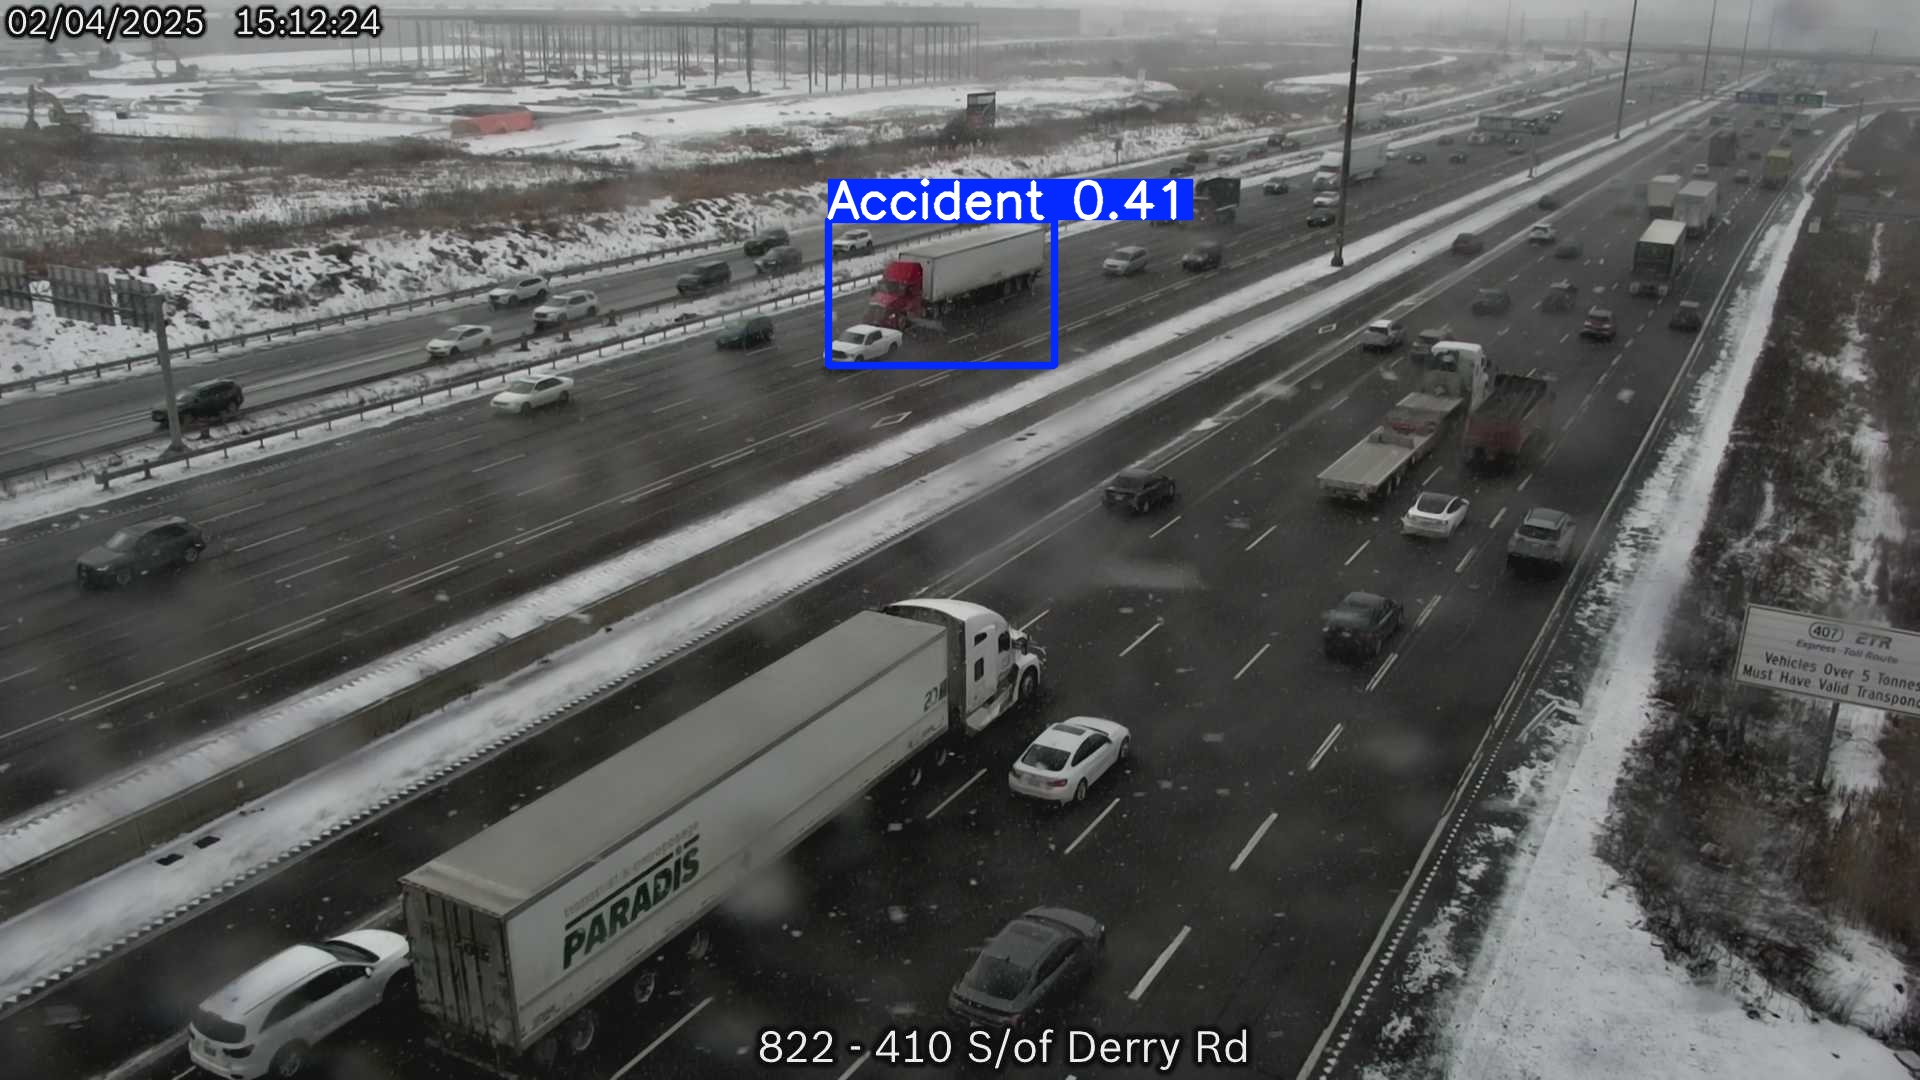 02/04/2025 15:12:24
Accident 0.41
407 ETR
Express Toll Route
Vehicles Over 5 Tonnes
Must Have Valid
PARADIS
822 - 410 S/of Derry Rd